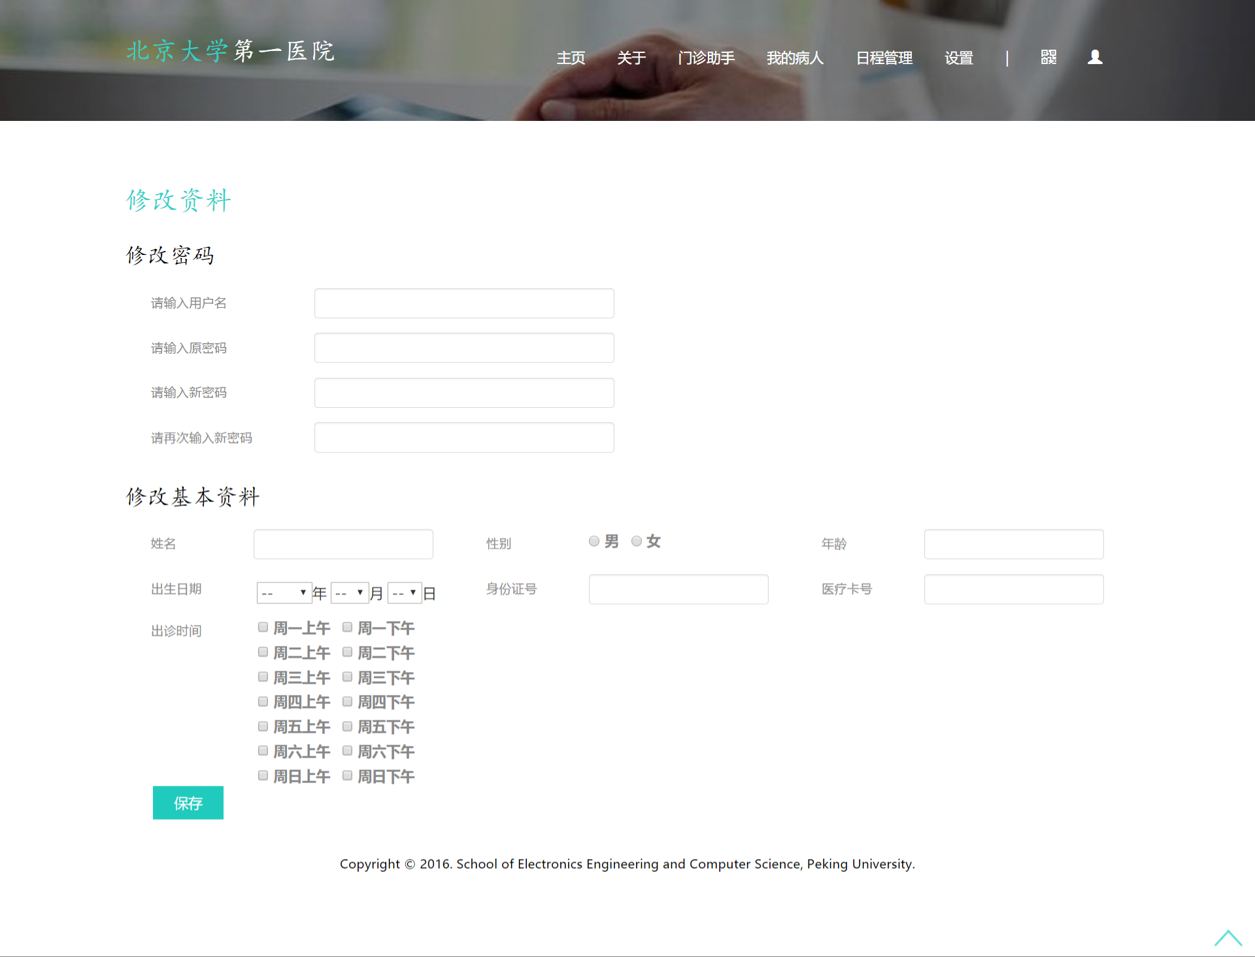 北京大学第一医院
主页 关于 门诊助手 我的病人 日程管理 设置 |
修改资料
修改密码
请输入用户名
请输入原密码
请输入新密码
请再次输入新密码
修改基本资料
姓名 性别 男 女 年龄
出生日期 -- 年 -- 月 -- 日 身份证号 医疗卡号
出诊时间 周一上午 周一下午
周二上午 周二下午
周三上午 周三下午
周四上午 周四下午
周五上午 周五下午
周六上午 周六下午
周日上午 周日下午
保存
Copyright © 2016. School of Electronics Engineering and Computer Science, Peking University.